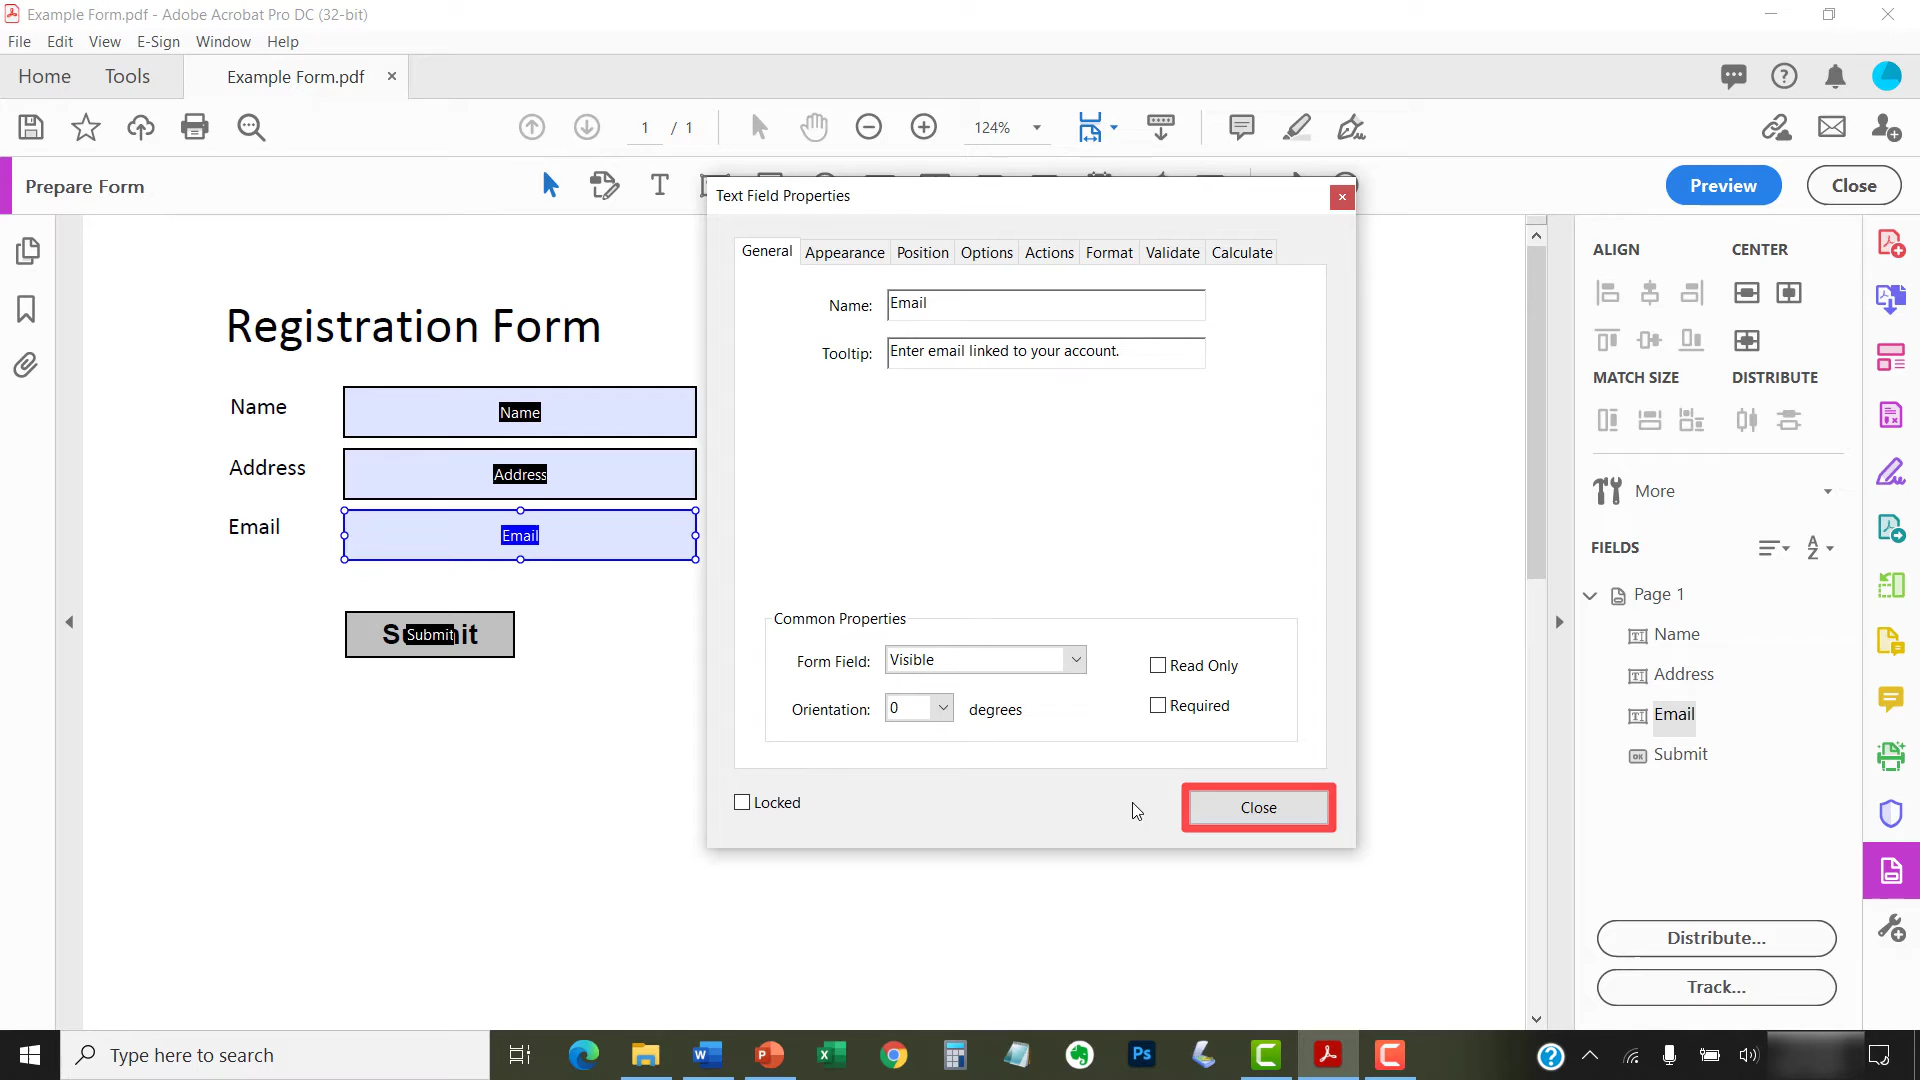 Example Form.pdf - Adobe Acrobat Pro DC (32-bit)
File Edit View E-Sign Window Help
Home Tools Example Form.pdf ×
1 / 1 124%
Prepare Form
Preview Close
Text Field Properties
General Appearance Position Options Actions Format Validate Calculate
Name: Email
Tooltip: Enter email linked to your account.
Common Properties
Form Field: Visible
Read Only
Orientation: 0 degrees
Required
Locked
Close
Registration Form
Name Name
Address Address
Email Email
Submit
ALIGN CENTER
MATCH SIZE DISTRIBUTE
More
FIELDS
Page 1
Name
Address
Email
OK Submit
Distribute...
Track...
Type here to search